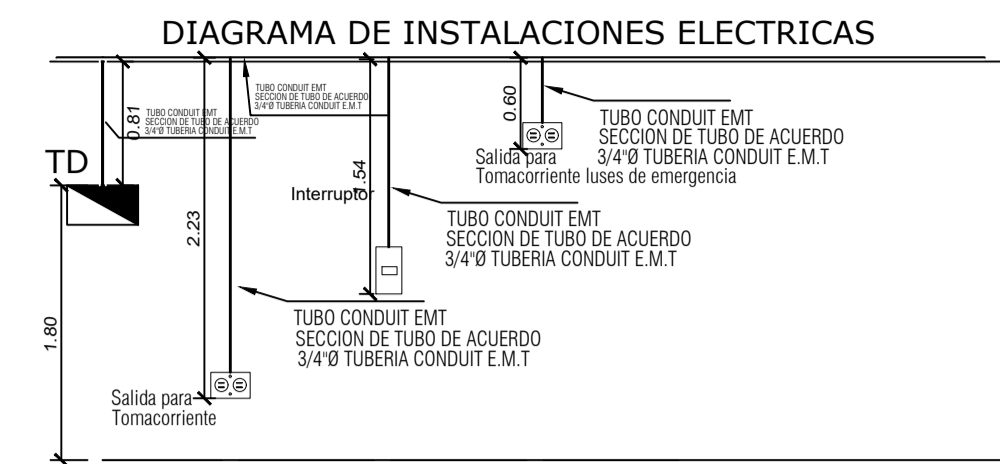 DIAGRAMA DE INSTALACIONES ELECTRICAS
0.81
TUBO CONDUIT EMT
SECCION DE TUBO DE ACUERDO
3/4"Ø TUBERIA CONDUIT E.M.T
TUBO CONDUIT EMT
SECCION DE TUBO DE ACUERDO
3/4"Ø TUBERIA CONDUIT E.M.T
0.60
TUBO CONDUIT EMT
SECCION DE TUBO DE ACUERDO
3/4"Ø TUBERIA CONDUIT E.M.T
Salida para
Tomacorriente luses de emergencia
TD
Interruptor
1.54
2.23
TUBO CONDUIT EMT
SECCION DE TUBO DE ACUERDO
3/4"Ø TUBERIA CONDUIT E.M.T
1.80
TUBO CONDUIT EMT
SECCION DE TUBO DE ACUERDO
3/4"Ø TUBERIA CONDUIT E.M.T
Salida para
Tomacorriente